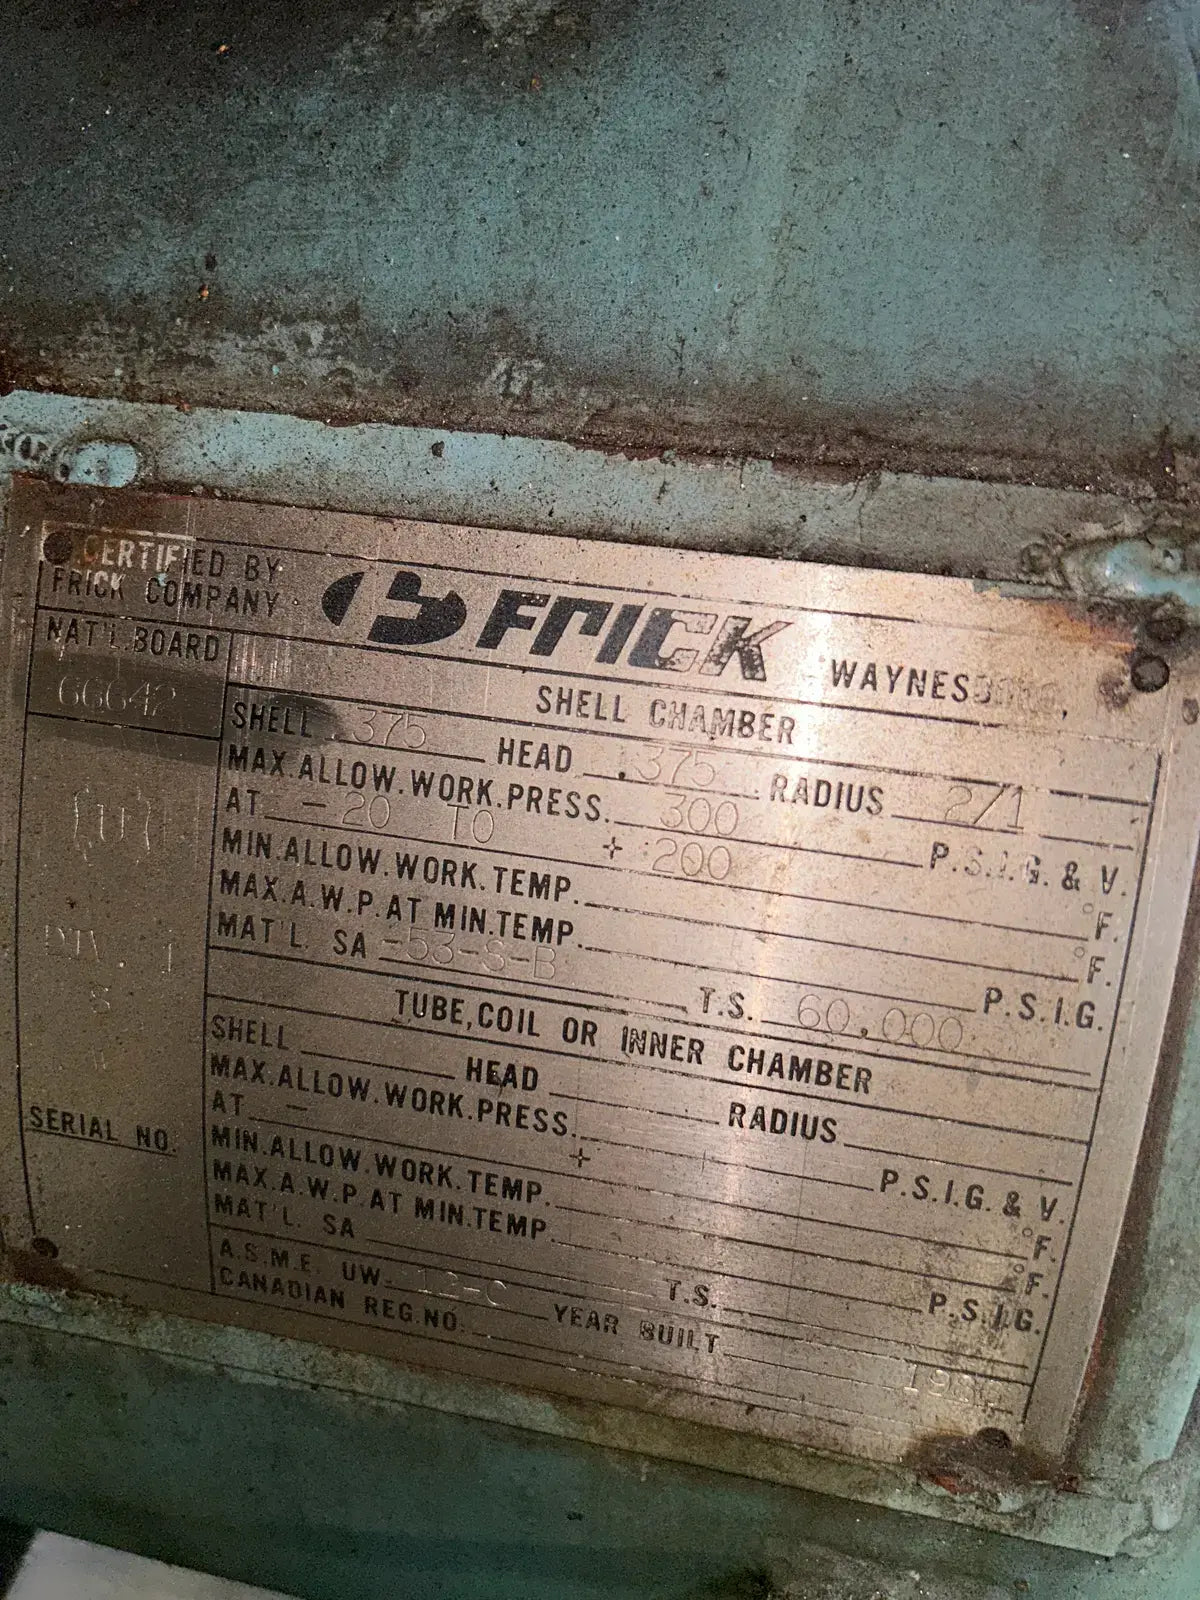 CERTIFIED BY
FRICK COMPANY
FRICK
NAT'L.BOARD
66642
SHELL CHAMBER
SHELL .375 HEAD .375 RADIUS 2/1
MAX.ALLOW.WORK.PRESS. 300 P.S.I.G. & V.
AT -20 TO + 200 °F.
MIN.ALLOW.WORK.TEMP. °F.
MAX.A.W.P.AT MIN.TEMP. P.S.I.G.
MAT'L. SA -53-S-B T.S. 60,000
U
DIV. 1
S
TUBE,COIL OR INNER CHAMBER
SHELL HEAD RADIUS
MAX.ALLOW.WORK.PRESS. P.S.I.G. & V.
AT - + °F.
MIN.ALLOW.WORK.TEMP. °F.
MAX.A.W.P.AT MIN.TEMP. P.S.I.G.
MAT'L. SA T.S.
SERIAL NO.
A.S.M.E. UW 12-C YEAR BUILT
CANADIAN REG.NO.